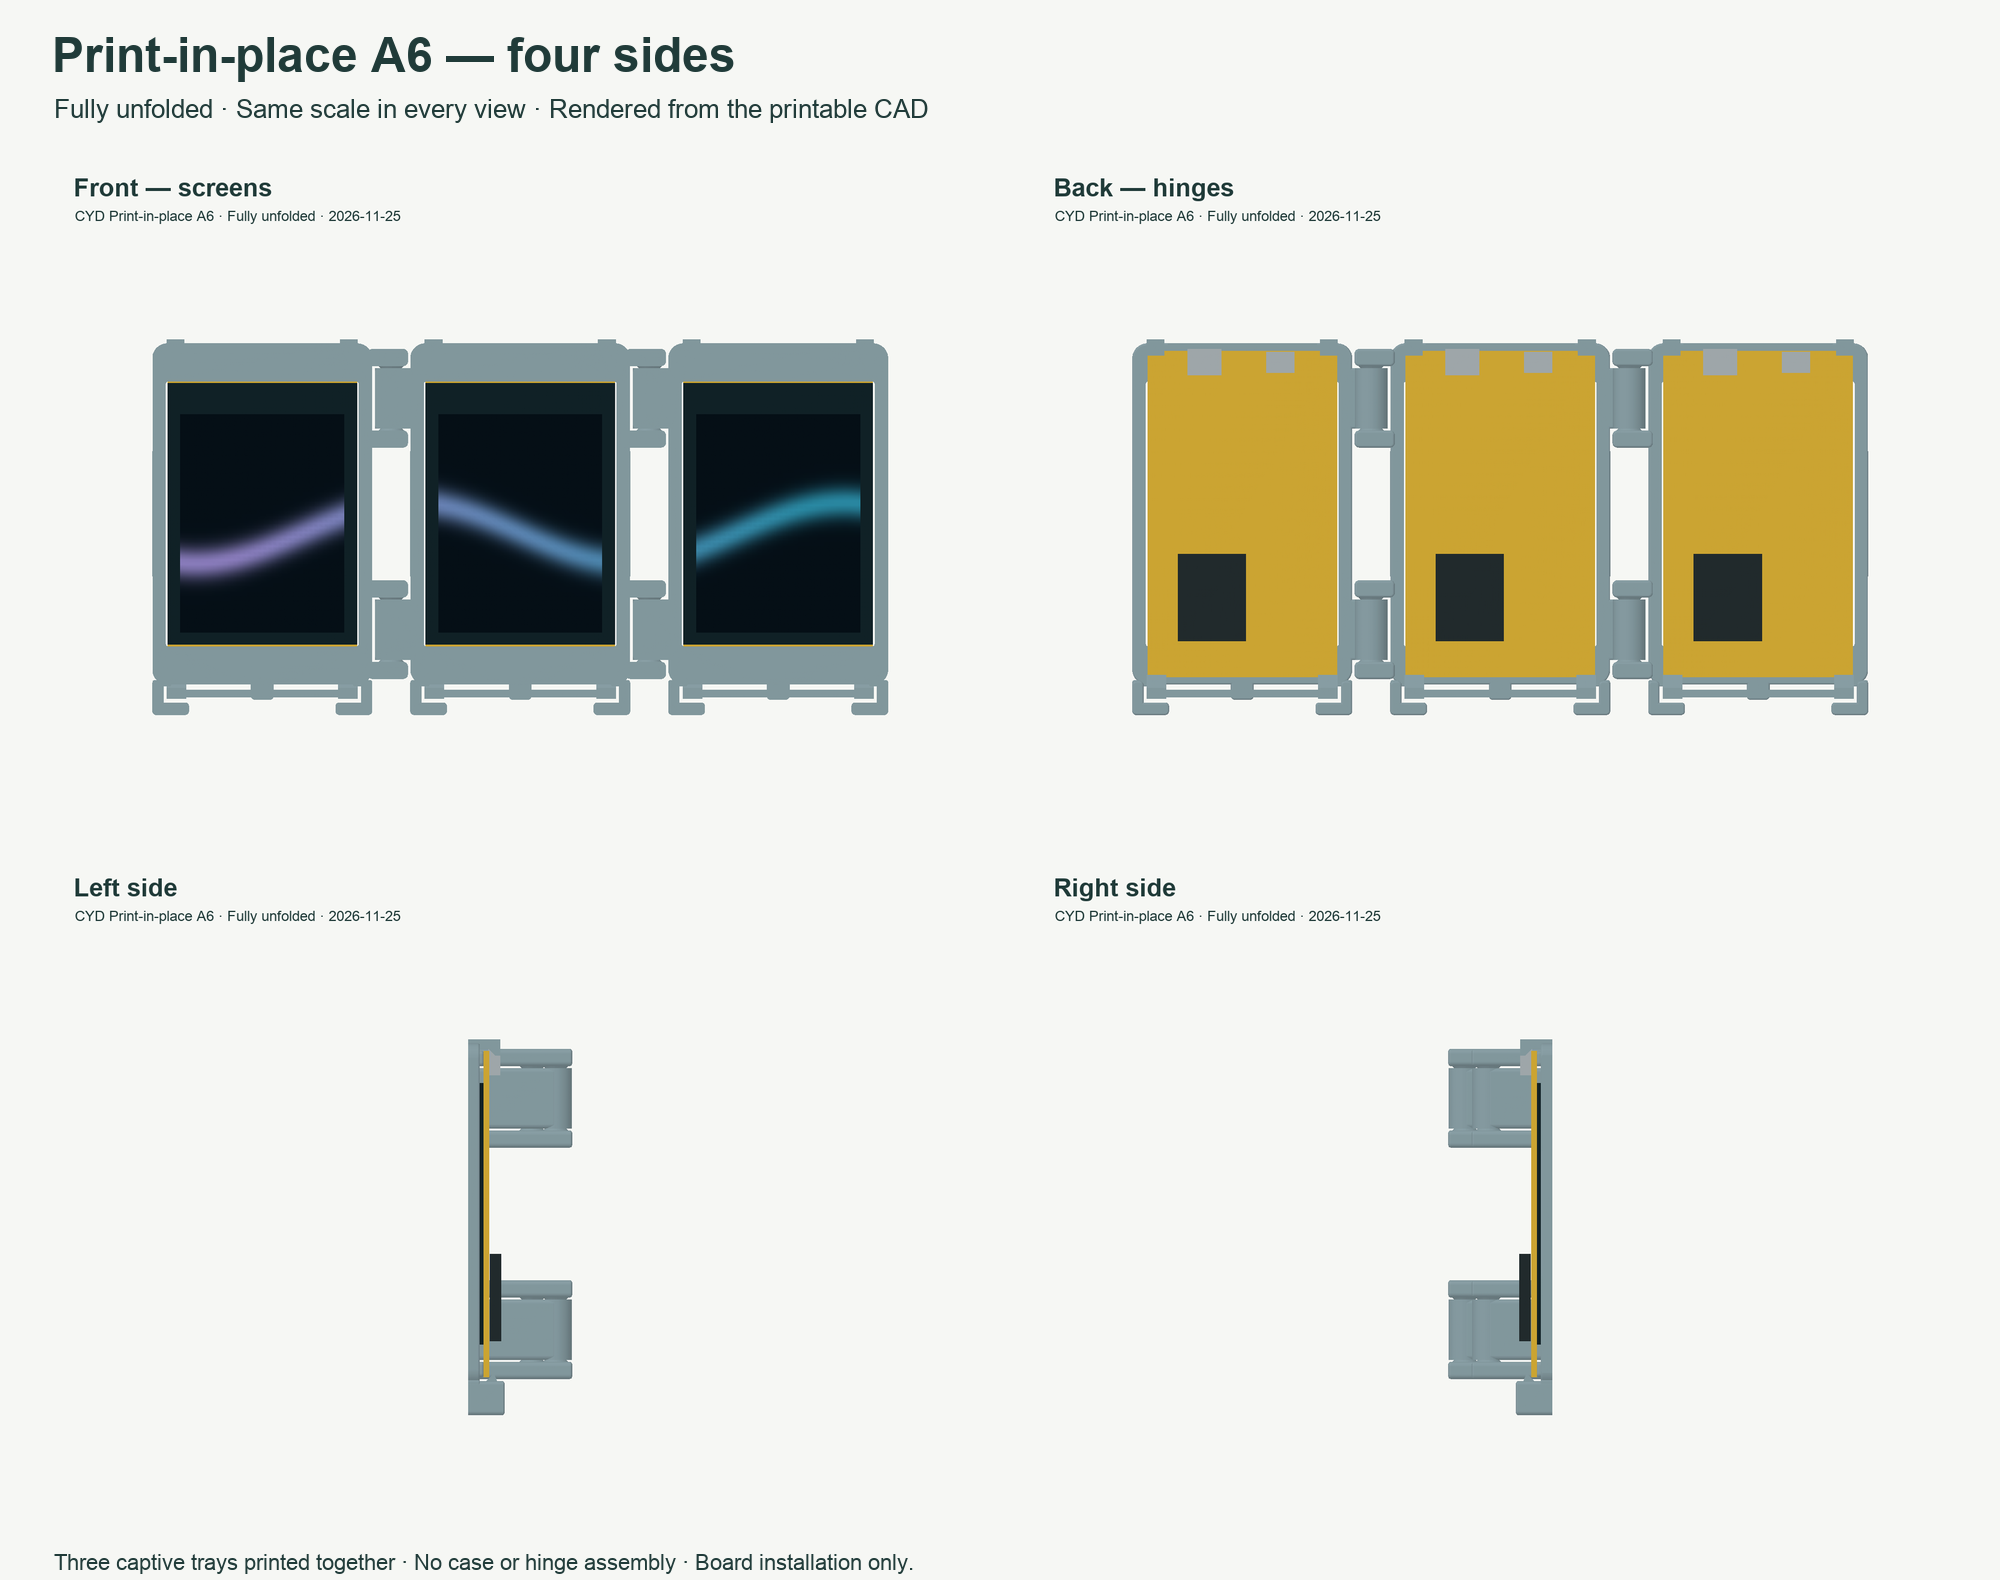 Print-in-place A6 — four sides
Fully unfolded · Same scale in every view · Rendered from the printable CAD
Front — screens
CYD Print-in-place A6 · Fully unfolded · 2026-11-25
Back — hinges
CYD Print-in-place A6 · Fully unfolded · 2026-11-25
Left side
CYD Print-in-place A6 · Fully unfolded · 2026-11-25
Right side
CYD Print-in-place A6 · Fully unfolded · 2026-11-25
Three captive trays printed together · No case or hinge assembly · Board installation only.